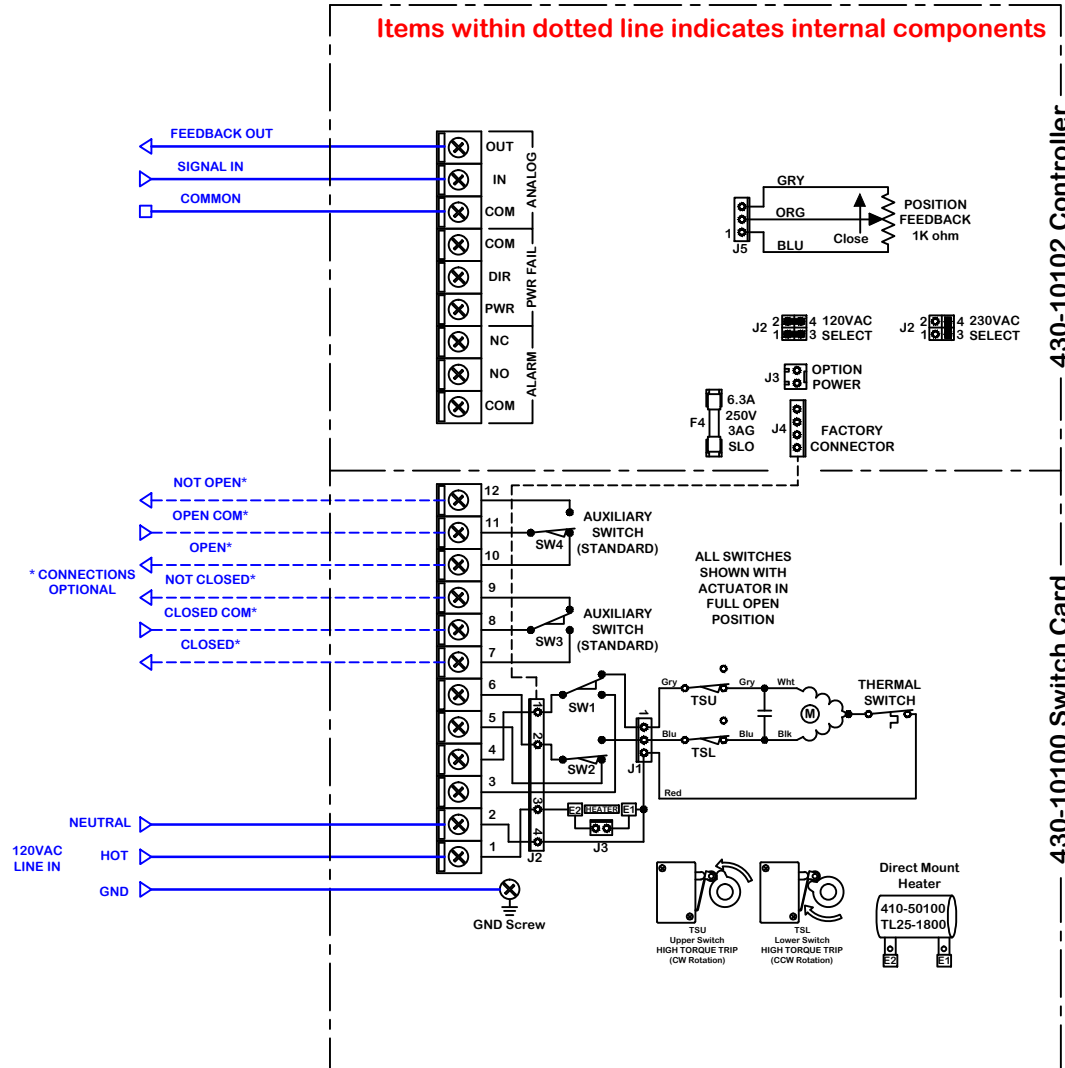 Items within dotted line indicates internal components
430-10102 Controller
FEEDBACK OUT
SIGNAL IN
COMMON
OUT
IN
COM
ANALOG
COM
DIR
PWR
PWR FAIL
NC
NO
COM
ALARM
GRY
ORG
BLU
1
J5
Close
POSITION
FEEDBACK
1K ohm
J2
2
1
4
3
120VAC
SELECT
J2
2
1
4
3
230VAC
SELECT
J3
OPTION
POWER
F4
6.3A
250V
3AG
SLO
J4
FACTORY
CONNECTOR
430-10100 Switch Card
NOT OPEN*
OPEN COM*
OPEN*
NOT CLOSED*
CLOSED COM*
CLOSED*
* CONNECTIONS
OPTIONAL
12
11
10
9
8
7
6
5
4
3
2
1
SW4
AUXILIARY
SWITCH
(STANDARD)
SW3
AUXILIARY
SWITCH
(STANDARD)
ALL SWITCHES
SHOWN WITH
ACTUATOR IN
FULL OPEN
POSITION
SW1
SW2
1
2
3
4
J2
1
J1
Gry
TSU
Gry
Wht
Blu
TSL
Blu
Blk
M
THERMAL
SWITCH
Red
E2
HEATER
E1
J3
NEUTRAL
120VAC
LINE IN
HOT
GND
GND Screw
TSU
Upper Switch
HIGH TORQUE TRIP
(CW Rotation)
TSL
Lower Switch
HIGH TORQUE TRIP
(CCW Rotation)
Direct Mount
Heater
410-50100
TL25-1800
E2
E1